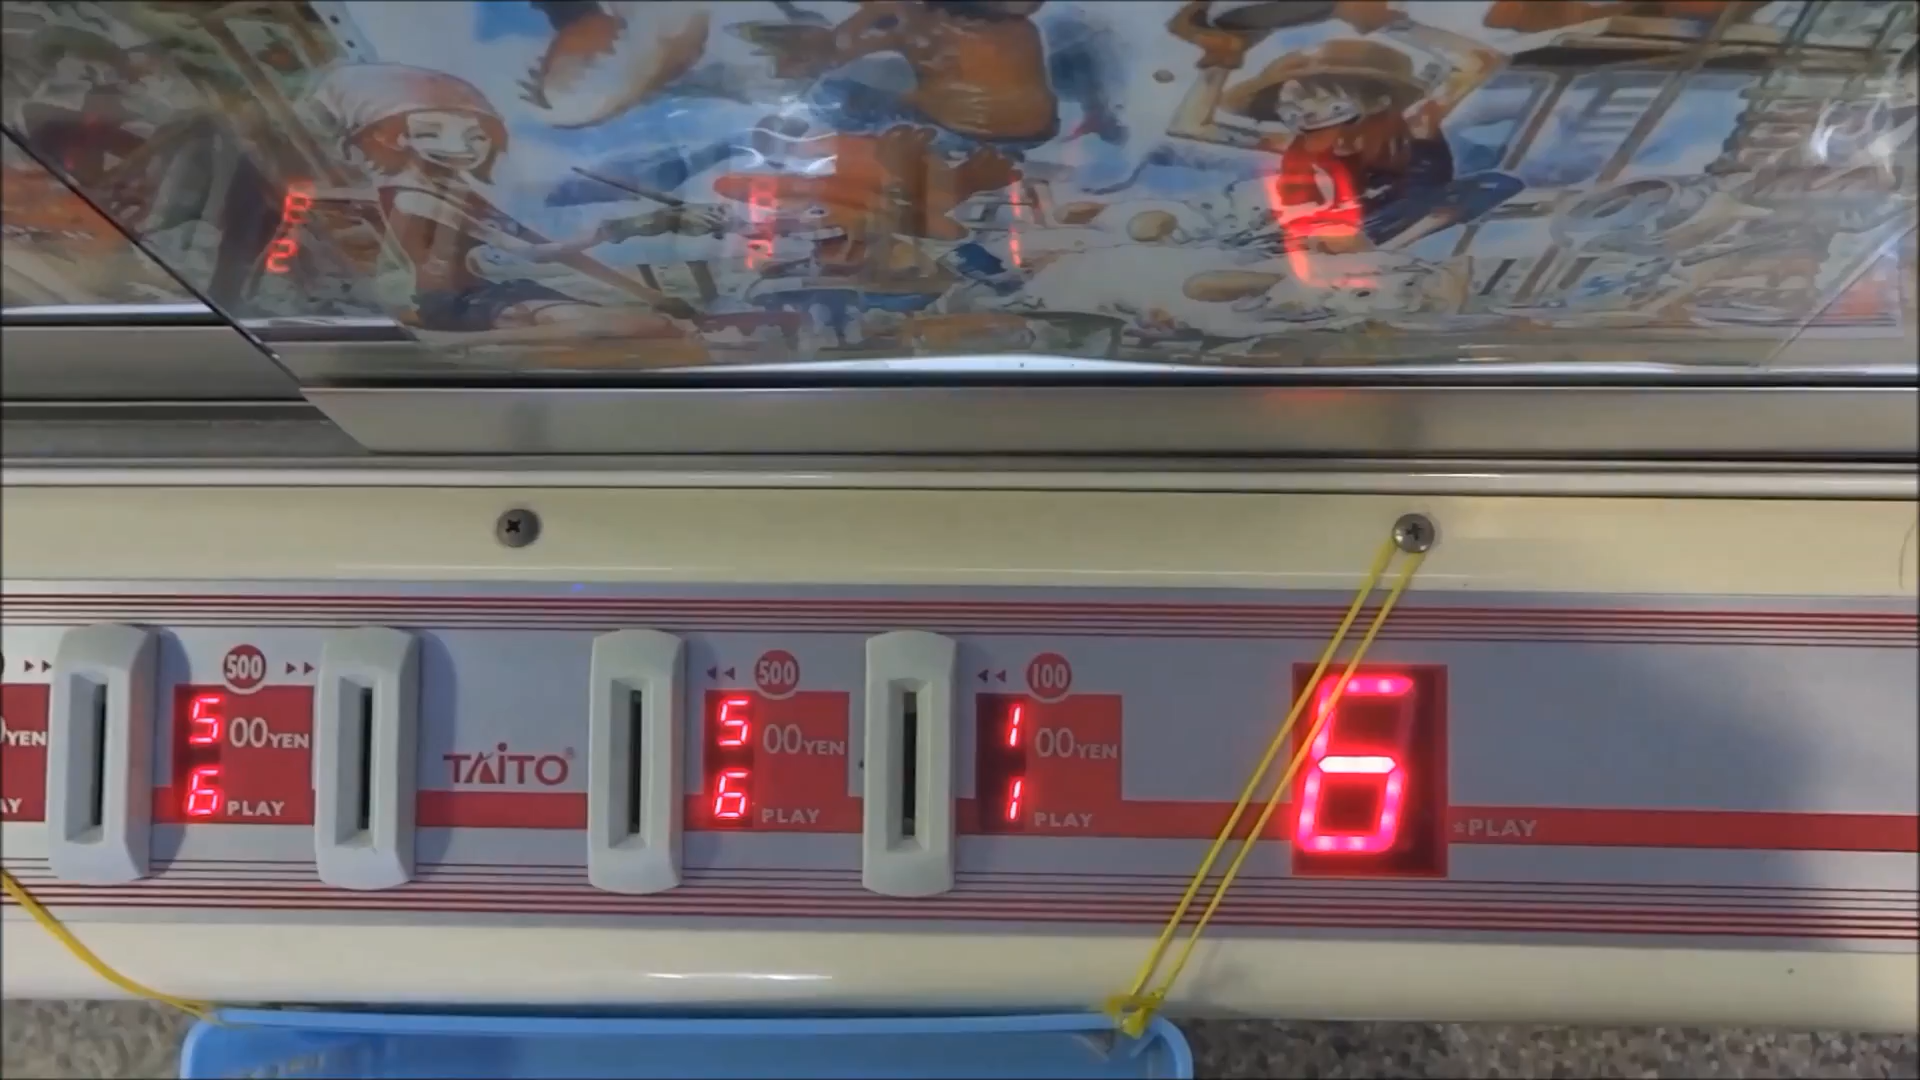 500
500
100
YEN
5 00YEN
5 00YEN
1 00YEN
TAITO®
6 PLAY
6 PLAY
1 PLAY
6
PLAY